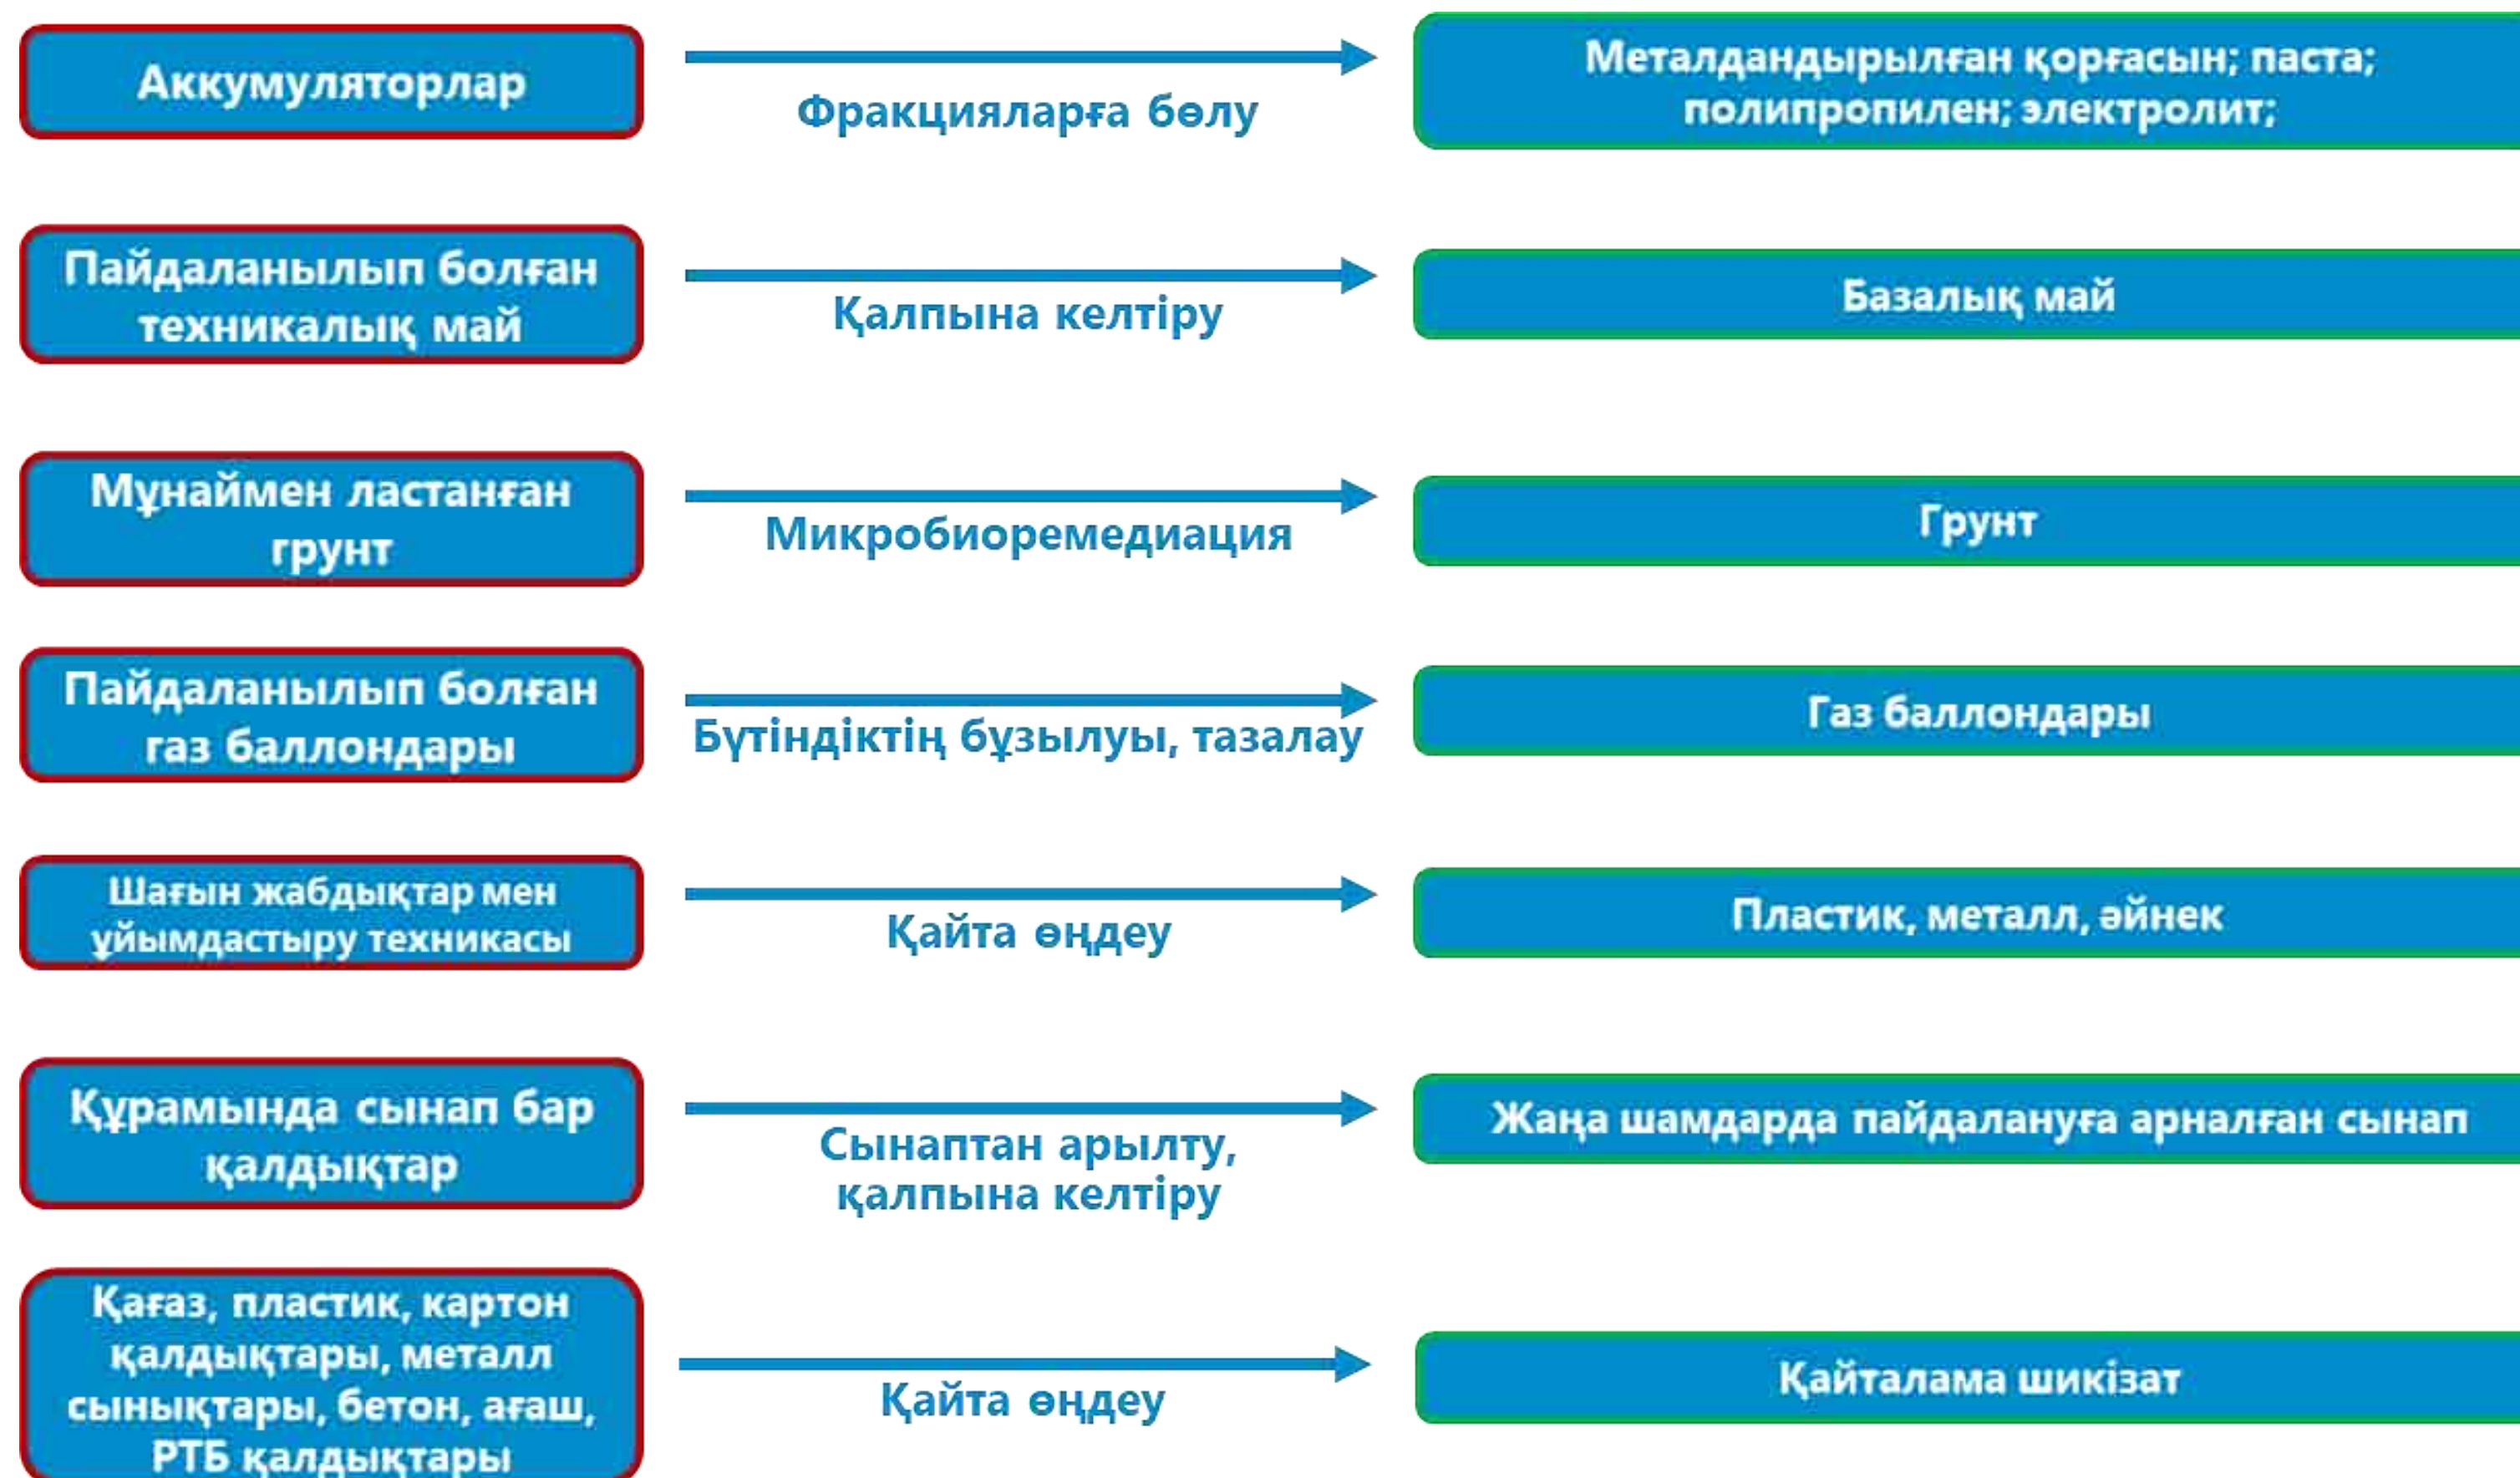 Аккумуляторлар
Фракцияларға бөлу
Металдандырылған қорғасын; паста;
полипропилен; электролит;
Пайдаланылып болған
техникалық май
Қалпына келтіру
Базалық май
Мұнаймен ластанған
грунт
Микробиоремедиация
Грунт
Пайдаланылып болған
газ баллондары
Бүтіндіктің бұзылуы, тазалау
Газ баллондары
Шағын жабдықтар мен
ұйымдастыру техникасы
Қайта өңдеу
Пластик, металл, әйнек
Құрамында сынап бар
қалдықтар
Сынаптан арылту,
қалпына келтіру
Жаңа шамдарда пайдалануға арналған сынап
Қағаз, пластик, картон
қалдықтары, металл
сынықтары, бетон, ағаш,
РТБ қалдықтары
Қайта өңдеу
Қайталама шикізат